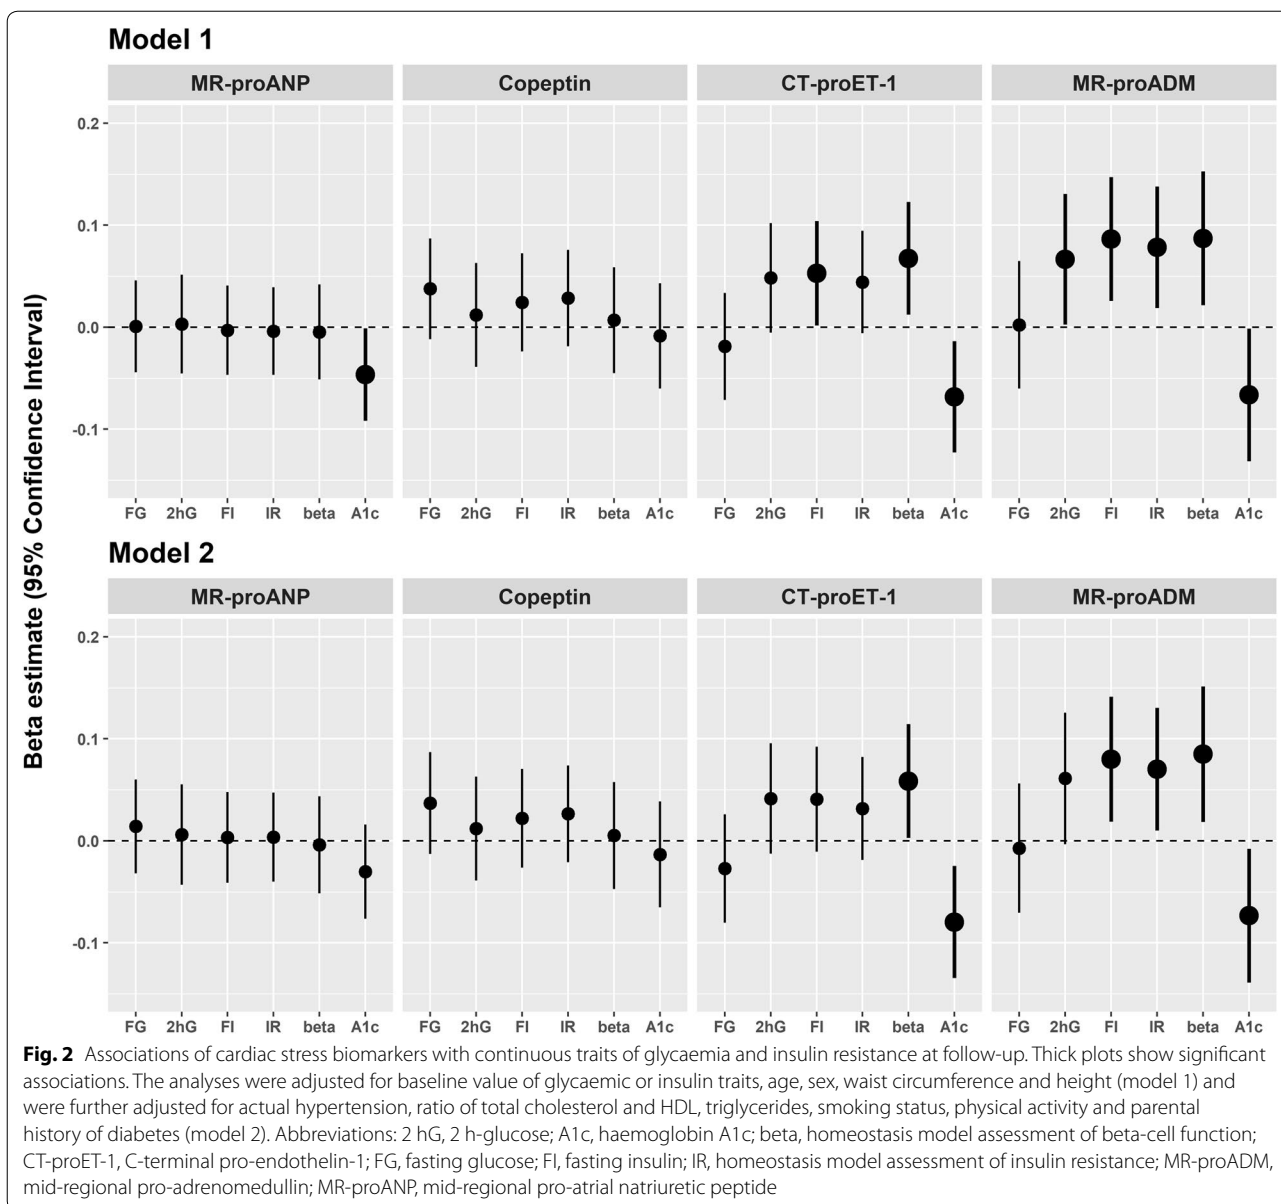 Model 1
MR-proANP Copeptin CT-proET-1 MR-proADM
0.2
0.1
0.0
-0.1
FG 2hG FI IR beta A1c FG 2hG FI IR beta A1c FG 2hG FI IR beta A1c FG 2hG FI IR beta A1c
Beta estimate (95% Confidence Interval)
Model 2
MR-proANP Copeptin CT-proET-1 MR-proADM
0.2
0.1
0.0
-0.1
FG 2hG FI IR beta A1c FG 2hG FI IR beta A1c FG 2hG FI IR beta A1c FG 2hG FI IR beta A1c
Fig. 2 Associations of cardiac stress biomarkers with continuous traits of glycaemia and insulin resistance at follow-up. Thick plots show significant
associations. The analyses were adjusted for baseline value of glycaemic or insulin traits, age, sex, waist circumference and height (model 1) and
were further adjusted for actual hypertension, ratio of total cholesterol and HDL, triglycerides, smoking status, physical activity and parental
history of diabetes (model 2). Abbreviations: 2 hG, 2 h-glucose; A1c, haemoglobin A1c; beta, homeostasis model assessment of beta-cell function;
CT-proET-1, C-terminal pro-endothelin-1; FG, fasting glucose; FI, fasting insulin; IR, homeostasis model assessment of insulin resistance; MR-proADM,
mid-regional pro-adrenomedullin; MR-proANP, mid-regional pro-atrial natriuretic peptide